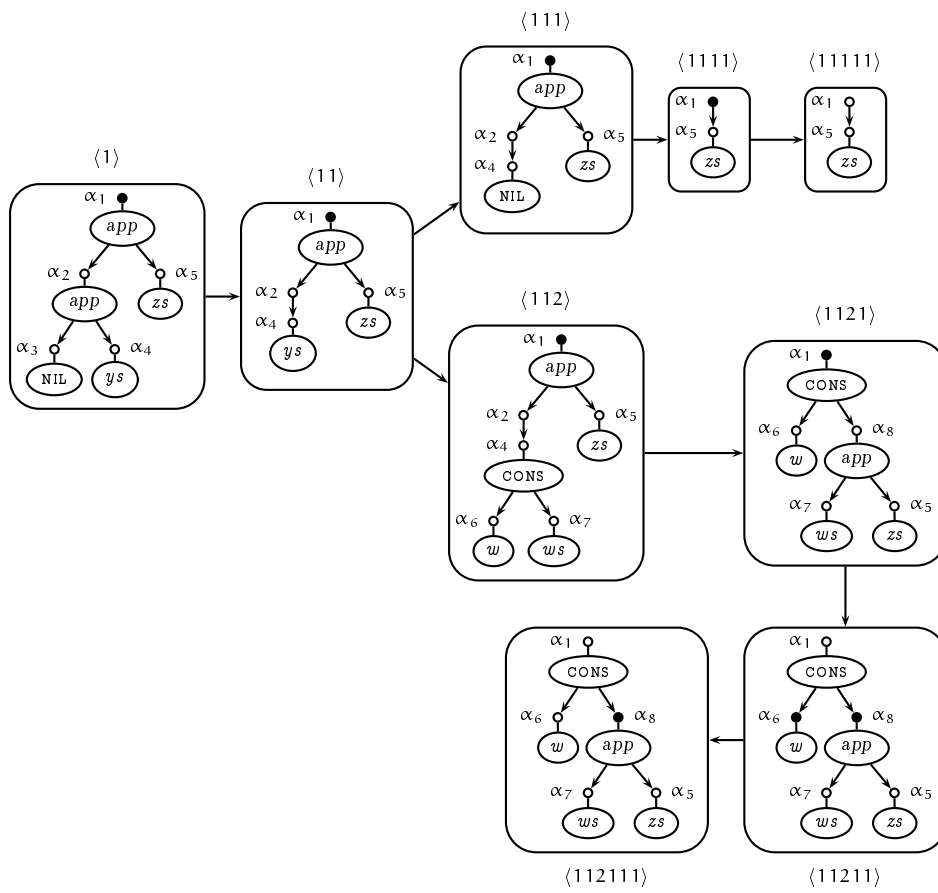 ⟨111⟩
α₁
app
α₂ α₅
α₄ zs
NIL
⟨1111⟩
α₁
α₅
zs
⟨11111⟩
α₁
α₅
zs
⟨1⟩
α₁
app
α₂ α₅
app zs
α₃ α₄
NIL ys
⟨11⟩
α₁
app
α₂ α₅
α₄ zs
ys
⟨112⟩
α₁
app
α₂ α₅
α₄ zs
CONS
α₆ α₇
w ws
⟨1121⟩
α₁
CONS
α₆ α₈
w app
α₇ α₅
ws zs
α₁
CONS
α₆ α₈
w app
α₇ α₅
ws zs
⟨112111⟩
α₁
CONS
α₆ α₈
w app
α₇ α₅
ws zs
⟨11211⟩